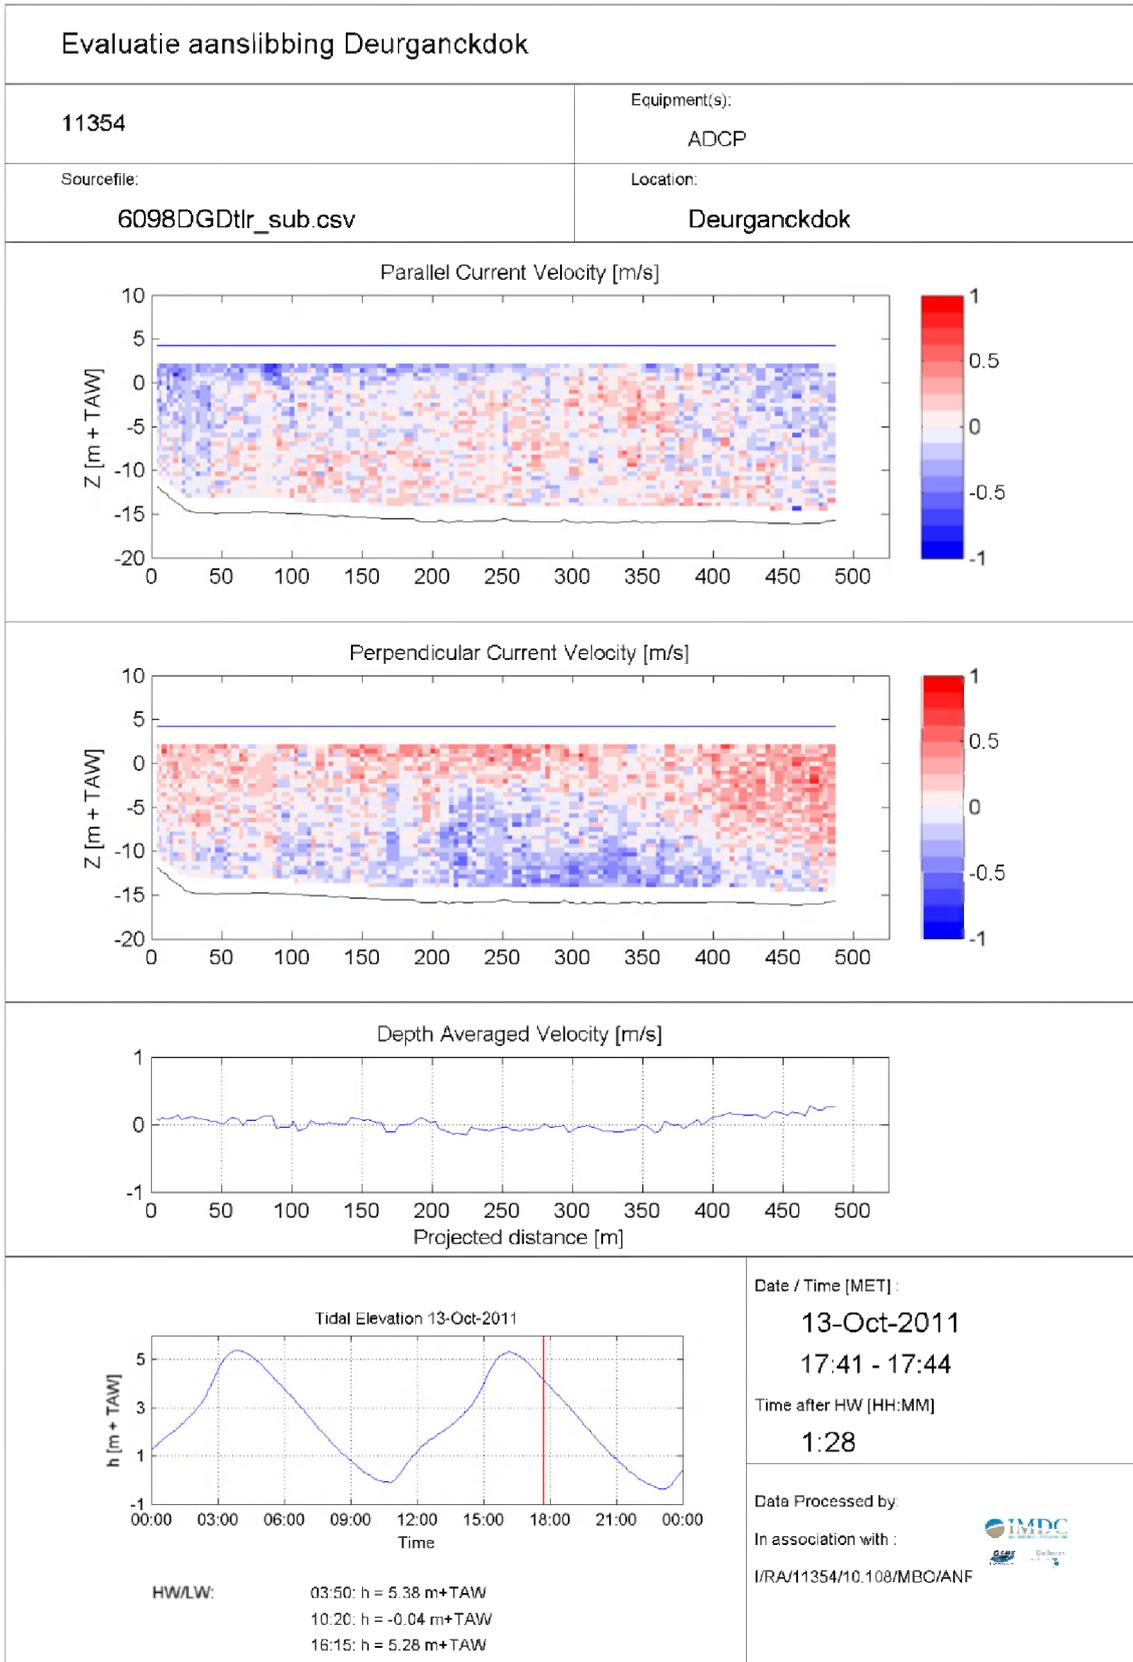 Evaluatie aanslibbing Deurganckdok
11354
Equipment(s):
ADCP
Sourcefile:
6098DGDtlr_sub.csv
Location:
Deurganckdok
Parallel Current Velocity [m/s]
10
5
0
-5
-10
-15
-20
Z [m + TAW]
0 50 100 150 200 250 300 350 400 450 500
1
0.5
0
-0.5
-1
Perpendicular Current Velocity [m/s]
10
5
0
-5
-10
-15
-20
Z [m + TAW]
0 50 100 150 200 250 300 350 400 450 500
1
0.5
0
-0.5
-1
Depth Averaged Velocity [m/s]
1
0
-1
0 50 100 150 200 250 300 350 400 450 500
Projected distance [m]
Tidal Elevation 13-Oct-2011
5
3
1
-1
h [m + TAW]
00:00 03:00 06:00 09:00 12:00 15:00 18:00 21:00 00:00
Time
HW/LW:
03:50: h = 5.38 m+TAW
10:20: h = -0.04 m+TAW
16:15: h = 5.28 m+TAW
Date / Time [MET] :
13-Oct-2011
17:41 - 17:44
Time after HW [HH:MM]
1:28
Data Processed by:
IMDC
In association with :
I/RA/11354/10.108/MBO/ANF